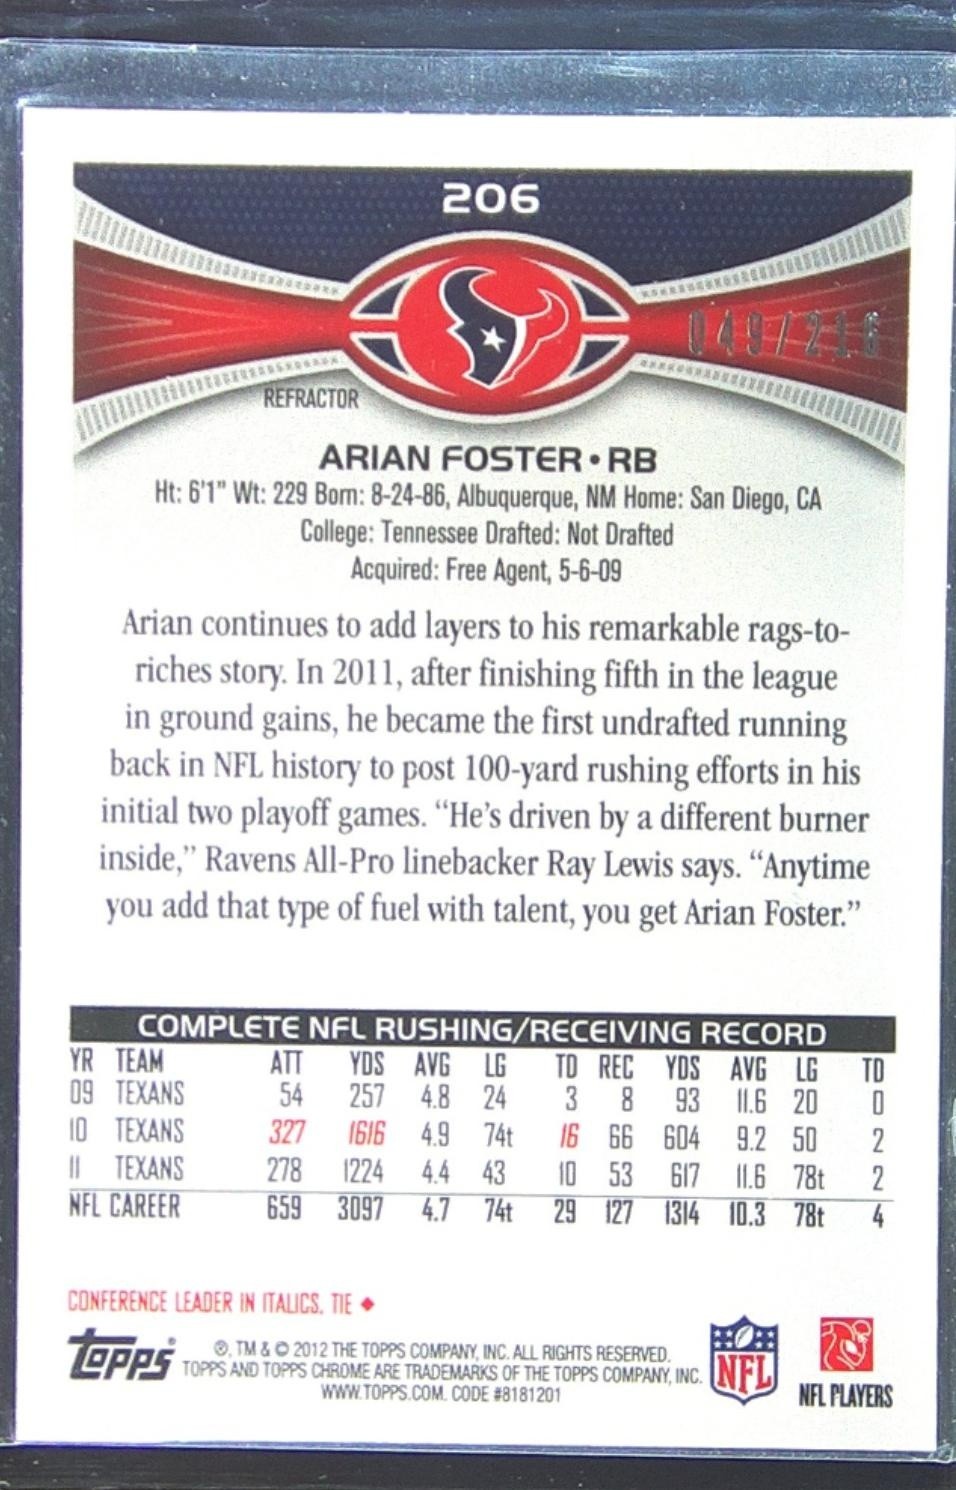 206
049/216
REFRACTOR
ARIAN FOSTER • RB
Ht: 6'1" Wt: 229 Born: 8-24-86, Albuquerque, NM Home: San Diego, CA
College: Tennessee Drafted: Not Drafted
Acquired: Free Agent, 5-6-09
Arian continues to add layers to his remarkable rags-to-
riches story. In 2011, after finishing fifth in the league
in ground gains, he became the first undrafted running
back in NFL history to post 100-yard rushing efforts in his
initial two playoff games. “He’s driven by a different burner
inside,” Ravens All-Pro linebacker Ray Lewis says. “Anytime
you add that type of fuel with talent, you get Arian Foster.”
COMPLETE NFL RUSHING/RECEIVING RECORD
YR TEAM ATT YDS AVG LG TD REC YDS AVG LG TD
09 TEXANS 54 257 4.8 24 3 8 93 11.6 20 0
10 TEXANS 327 1616 4.9 74t 16 66 604 9.2 50 2
11 TEXANS 278 1224 4.4 43 10 53 617 11.6 78t 2
NFL CAREER 659 3097 4.7 74t 29 127 1314 10.3 78t 4
CONFERENCE LEADER IN ITALICS. TIE ♦
Topps®
®, TM & © 2012 THE TOPPS COMPANY, INC. ALL RIGHTS RESERVED.
TOPPS AND TOPPS CHROME ARE TRADEMARKS OF THE TOPPS COMPANY, INC.
WWW.TOPPS.COM. CODE #8181201
NFL
NFL PLAYERS